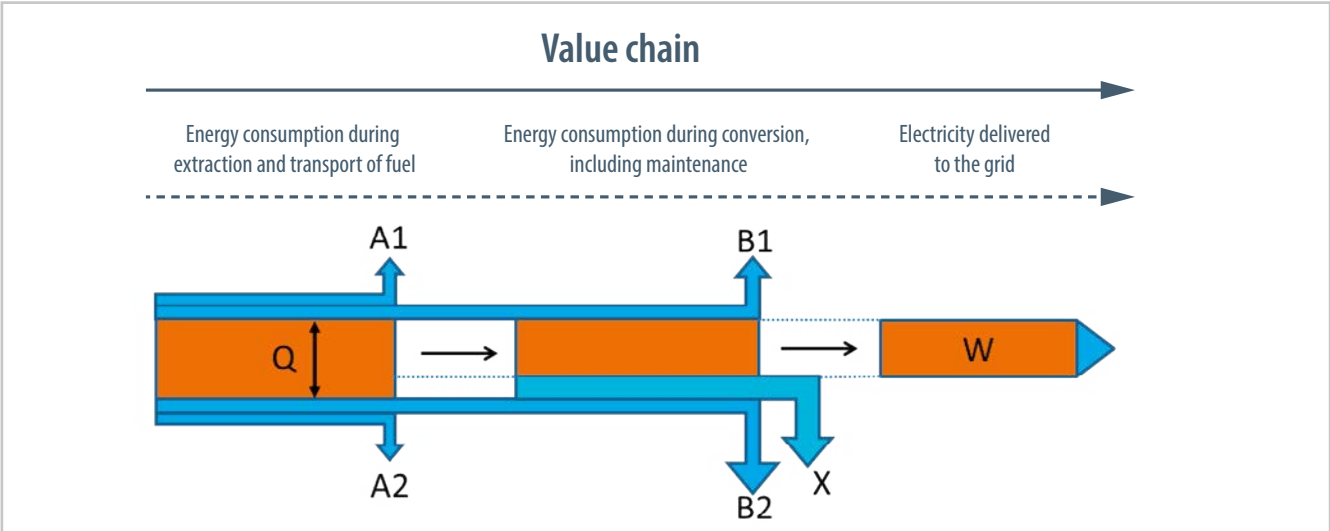 Value chain
Energy consumption during
extraction and transport of fuel
Energy consumption during conversion,
including maintenance
Electricity delivered
to the grid
A1
B1
Q
W
A2
X
B2